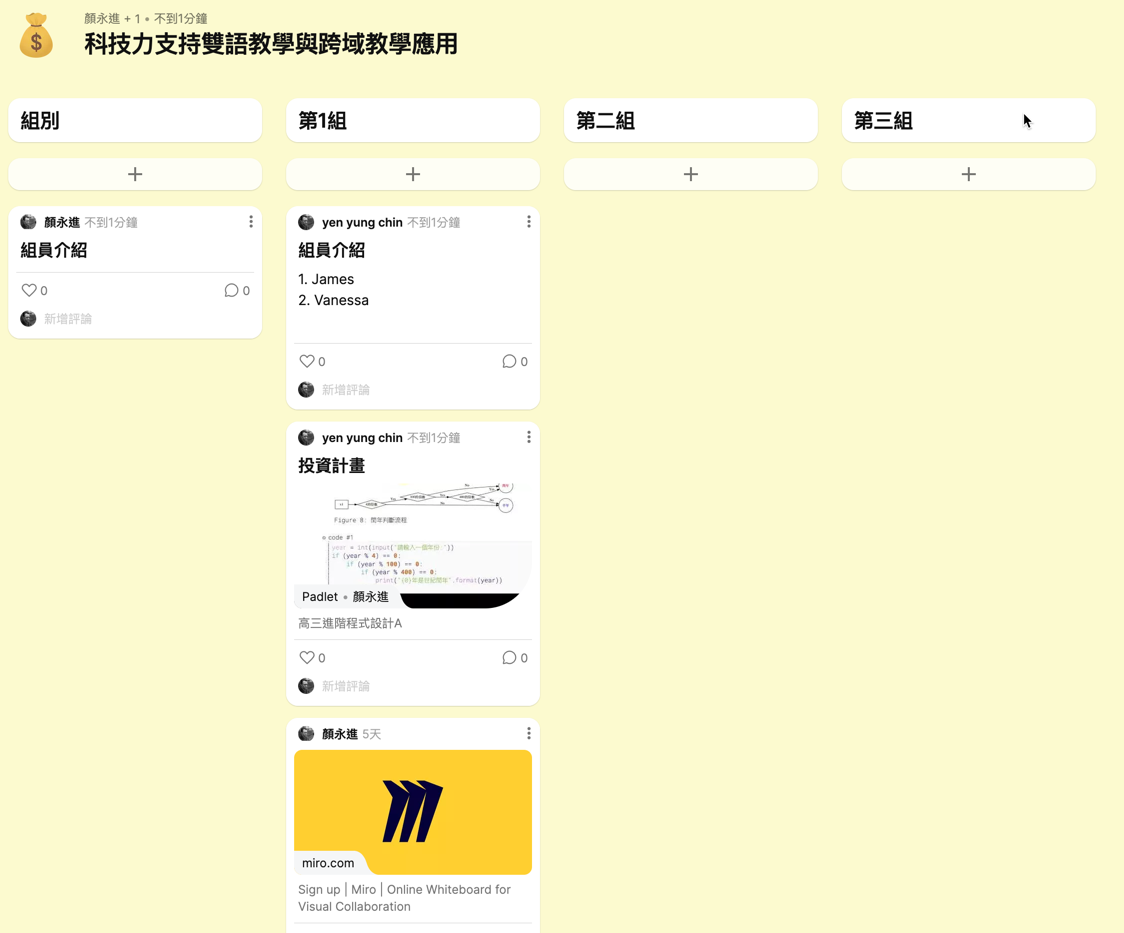 顏永進 + 1 • 不到1分鐘
科技力支持雙語教學與跨域教學應用
組別
第1組
第二組
第三組
顏永進 不到1分鐘
組員介紹
0
0
新增評論
yen yung chin 不到1分鐘
組員介紹
1. James
2. Vanessa
0
0
新增評論
yen yung chin 不到1分鐘
投資計畫
Figure 8: 閏年判斷流程
code #1
year = int(input("請輸入一個年份:"))
if (year % 4) == 0:
if (year % 100) == 0:
if (year % 400) == 0:
print("{0}年是世紀閏年".format(year))
Padlet • 顏永進
高三進階程式設計A
0
0
新增評論
顏永進 5天
miro.com
Sign up | Miro | Online Whiteboard for
Visual Collaboration